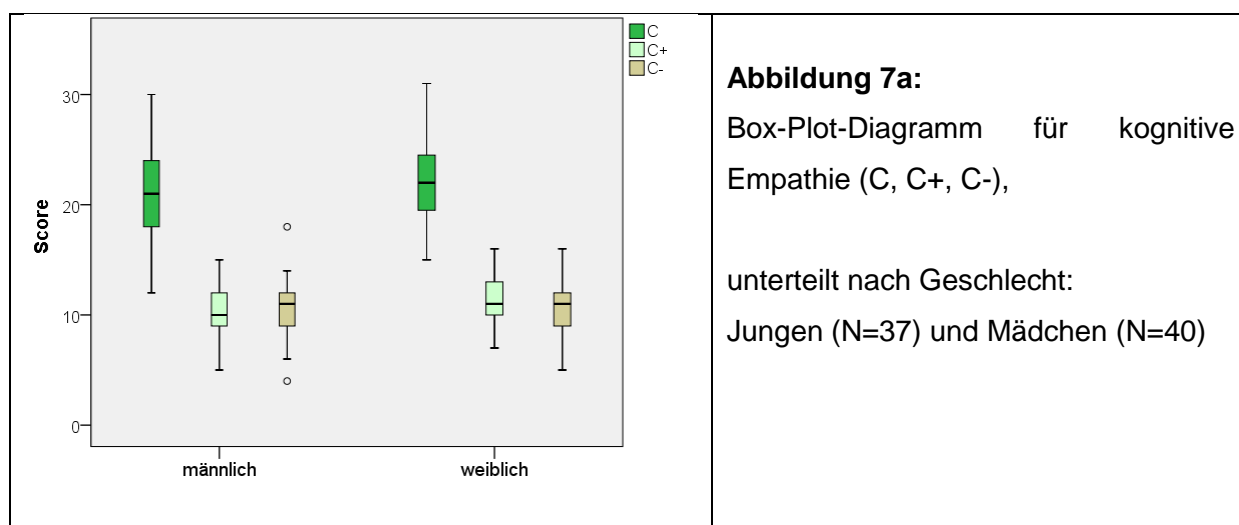 C
C+
C-
30
20
10
0
Score
männlich
weiblich
Abbildung 7a:
Box-Plot-Diagramm für kognitive
Empathie (C, C+, C-),
unterteilt nach Geschlecht:
Jungen (N=37) und Mädchen (N=40)